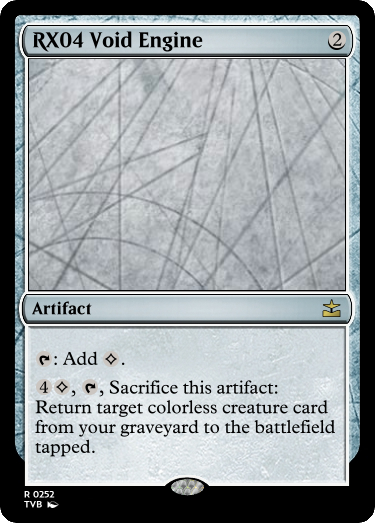 RX04 Void Engine 2
Artifact
: Add .
4 , , Sacrifice this artifact:
Return target colorless creature card
from your graveyard to the battlefield
tapped.
R 0252
TVB